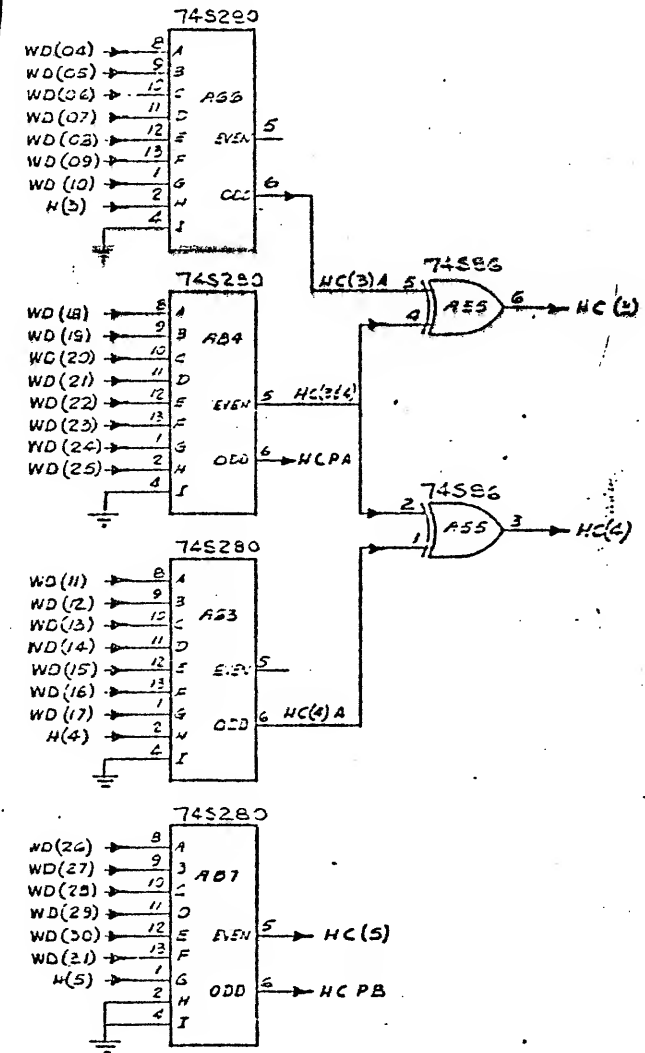 74S280
WD(04) 8 A
WD(05) 9 B
WD(06) 10 C
WD(07) 11 D
WD(08) 12 E EVEN 5
WD(09) 13 F
WD(10) 1 G ODD 6
H(3) 2 H
4 I
74S280
WD(18) 8 A
WD(19) 9 B AB4
WD(20) 10 C
WD(21) 11 D
WD(22) 12 E EVEN 5
WD(23) 13 F
WD(24) 1 G ODD 6 HCPA
WD(25) 2 H
4 I
HC(3)A
74S86
5
4
6
74S86
2
1
3 HC(4)
74S280
WD(11) 8 A
WD(12) 9 B
WD(13) 10 C
WD(14) 11 D
WD(15) 12 E EVEN 5
WD(16) 13 F
WD(17) 1 G ODD 6 HC(4)A
H(4) 2 H
4 I
74S280
WD(26) 8 A
WD(27) 9 B AB7
WD(28) 10 C
WD(29) 11 D
WD(30) 12 E EVEN 5 HC(5)
WD(31) 13 F
H(5) 1 G ODD 6 HCPB
2 H
4 I